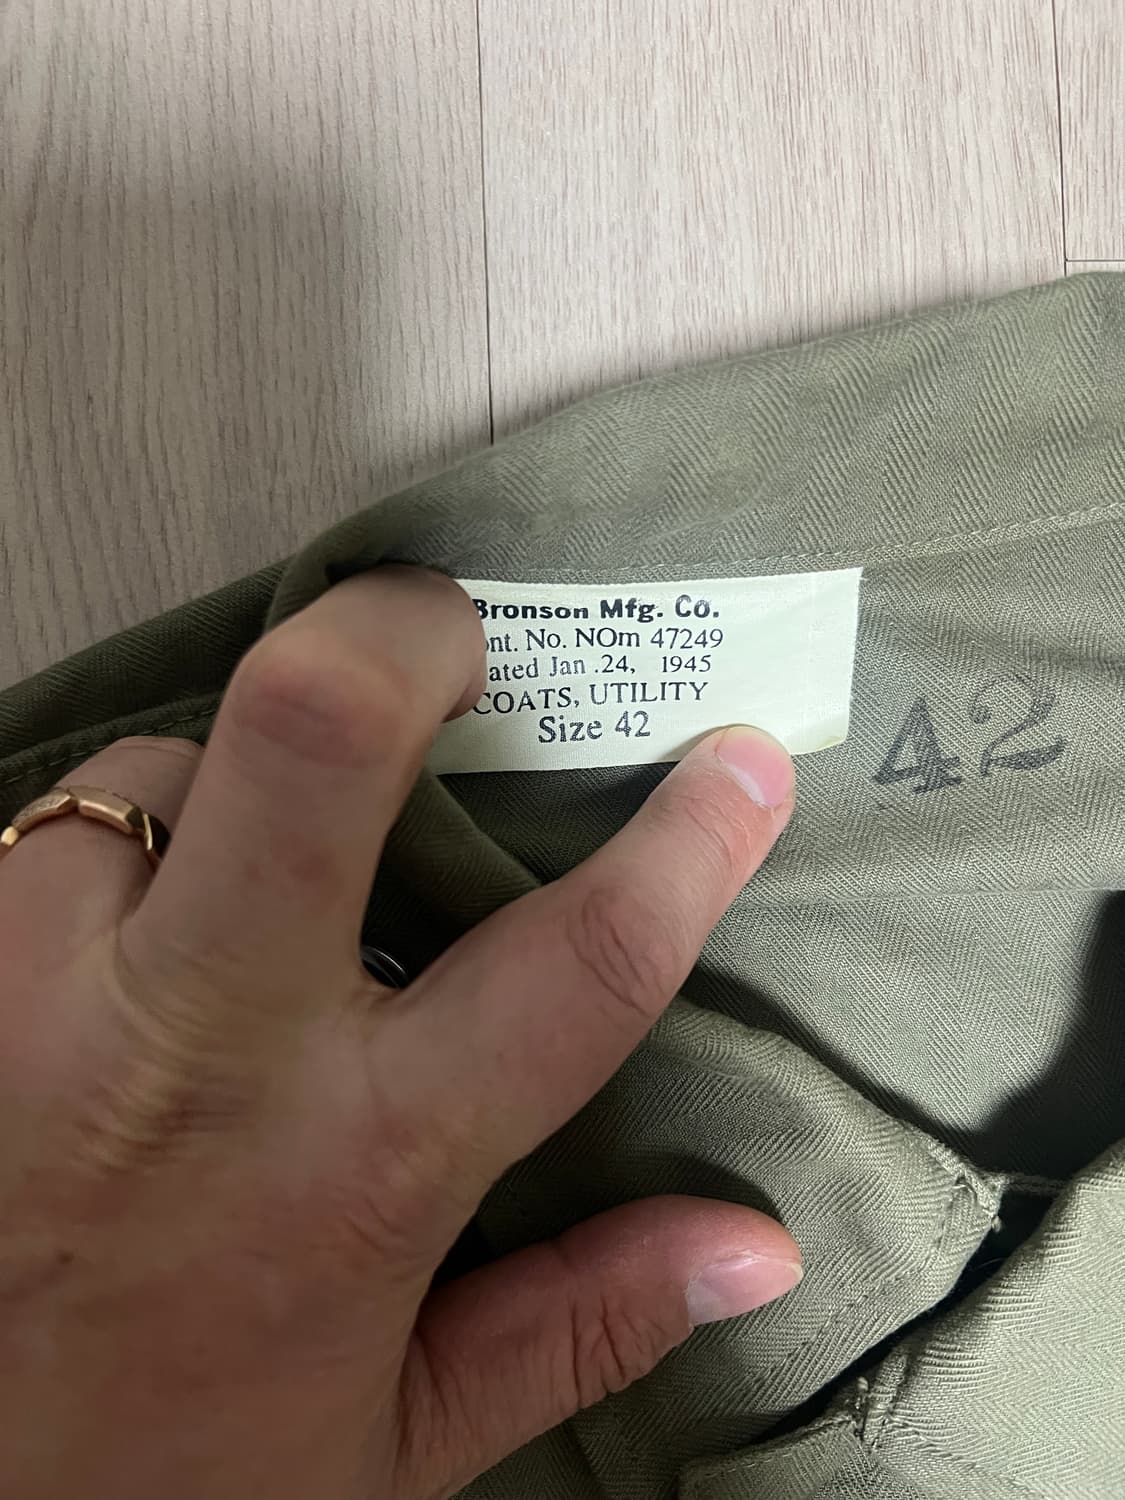 Bronson Mfg. Co.
ont. No. NOm 47249
ated Jan .24, 1945
COATS, UTILITY
Size 42
42